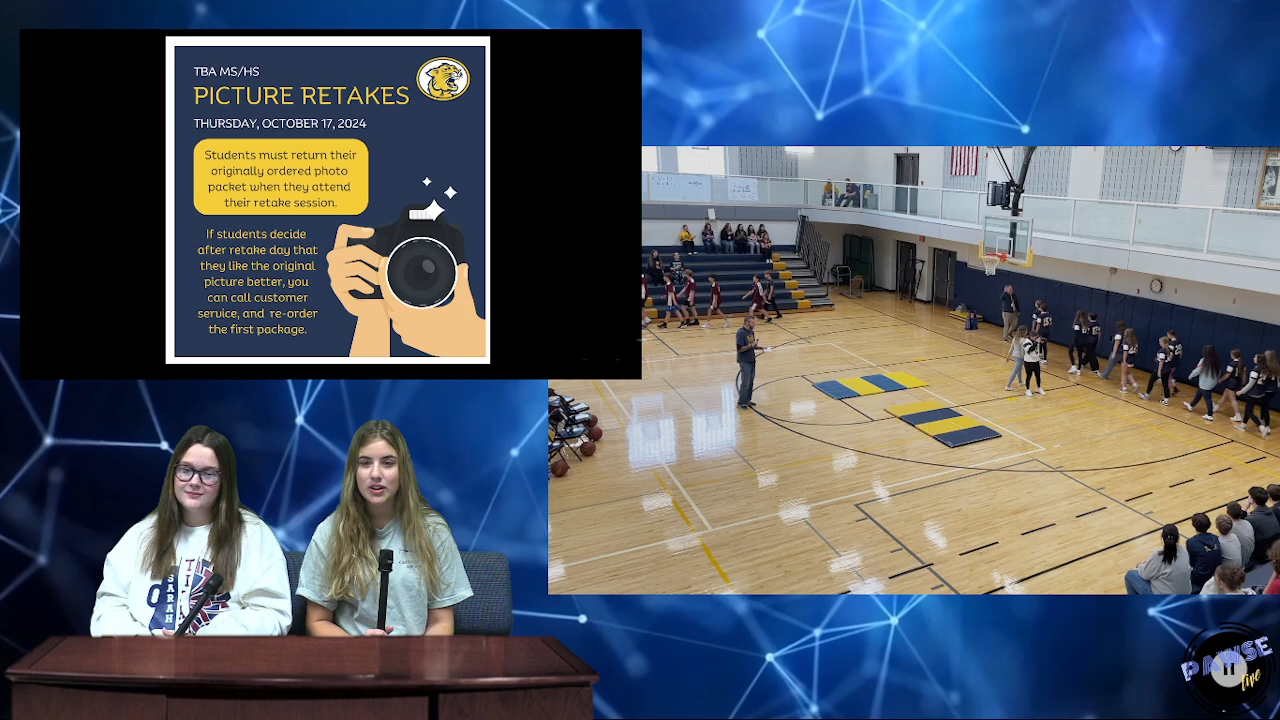 TBA MS/HS
PICTURE RETAKES
THURSDAY, OCTOBER 17, 2024
Students must return their
originally ordered photo
packet when they attend
their retake session.
If students decide
after retake day that
they like the original
picture better, you
can call customer
service, and re-order
the first package.
SARAH
PAWSE
live